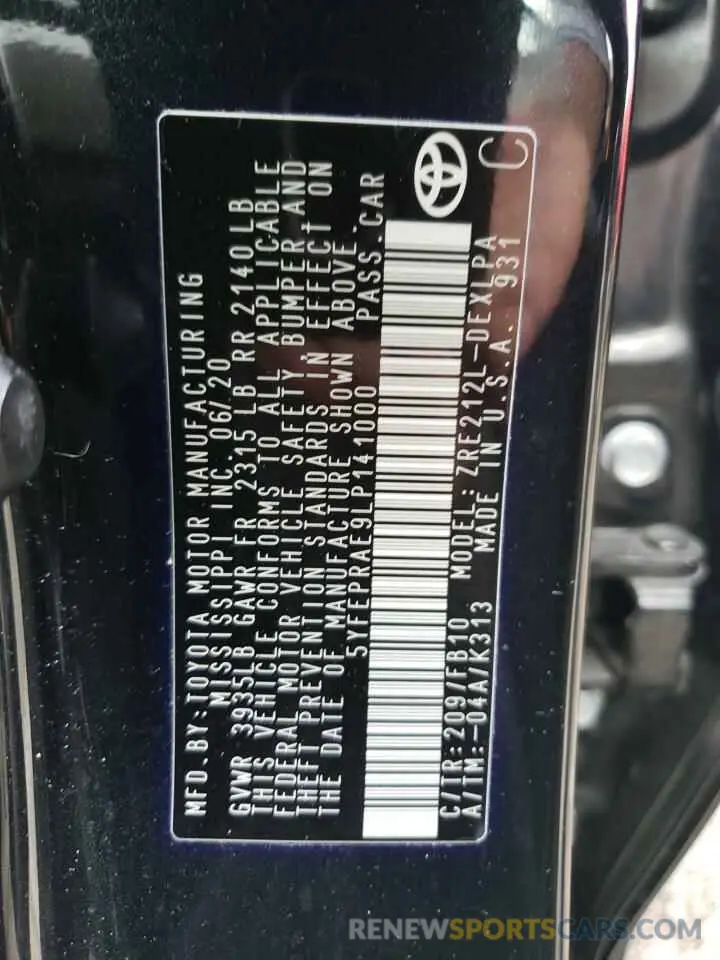 MFD.BY:TOYOTA MOTOR MANUFACTURING
MISSISSIPPI INC. 06/20
GVWR 3935LB GAWR FR 2315 LB RR 2140 LB
THIS VEHICLE CONFORMS TO ALL APPLICABLE
FEDERAL MOTOR VEHICLE SAFETY, BUMPER, AND
THEFT PREVENTION STANDARDS IN EFFECT ON
THE DATE OF MANUFACTURE SHOWN ABOVE.
5YFEPRAE9LP141000 PASS.CAR
C/TR:209/FB10 MODEL:ZRE212L-DEXLPA
A/TM:-04A/K313 MADE IN U.S.A. 931
C
RENEWSPORTSCARS.COM